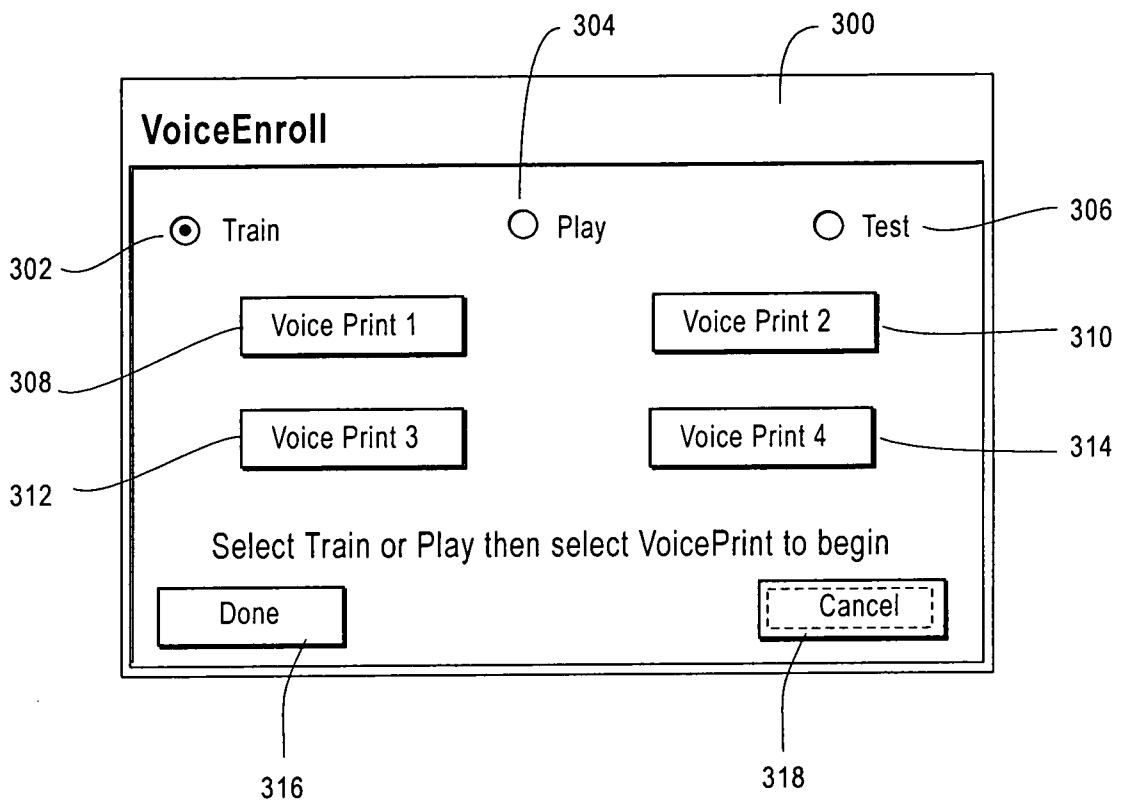 304
300
VoiceEnroll
Train
Play
Test
306
302
Voice Print 1
Voice Print 2
310
308
Voice Print 3
Voice Print 4
314
312
Select Train or Play then select VoicePrint to begin
Done
Cancel
316
318